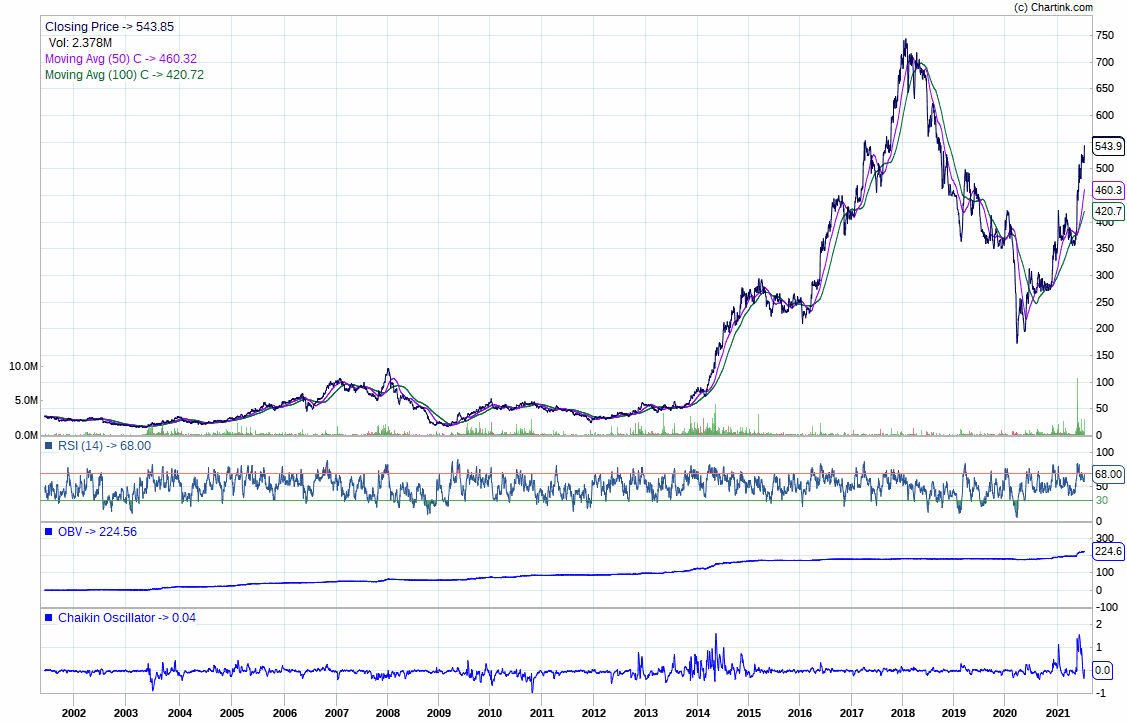 (c) Chartink.com
Closing Price -> 543.85
Vol: 2.378M
Moving Avg (50) C -> 460.32
Moving Avg (100) C -> 420.72
750
700
650
600
543.9
500
460.3
420.7
400
350
300
250
200
150
100
50
0
10.0M
5.0M
0.0M
RSI (14) -> 68.00
100
68.00
50
30
0
OBV -> 224.56
300
224.6
100
0
-100
Chaikin Oscillator -> 0.04
2
1
0.0
-1
2002 2003 2004 2005 2006 2007 2008 2009 2010 2011 2012 2013 2014 2015 2016 2017 2018 2019 2020 2021